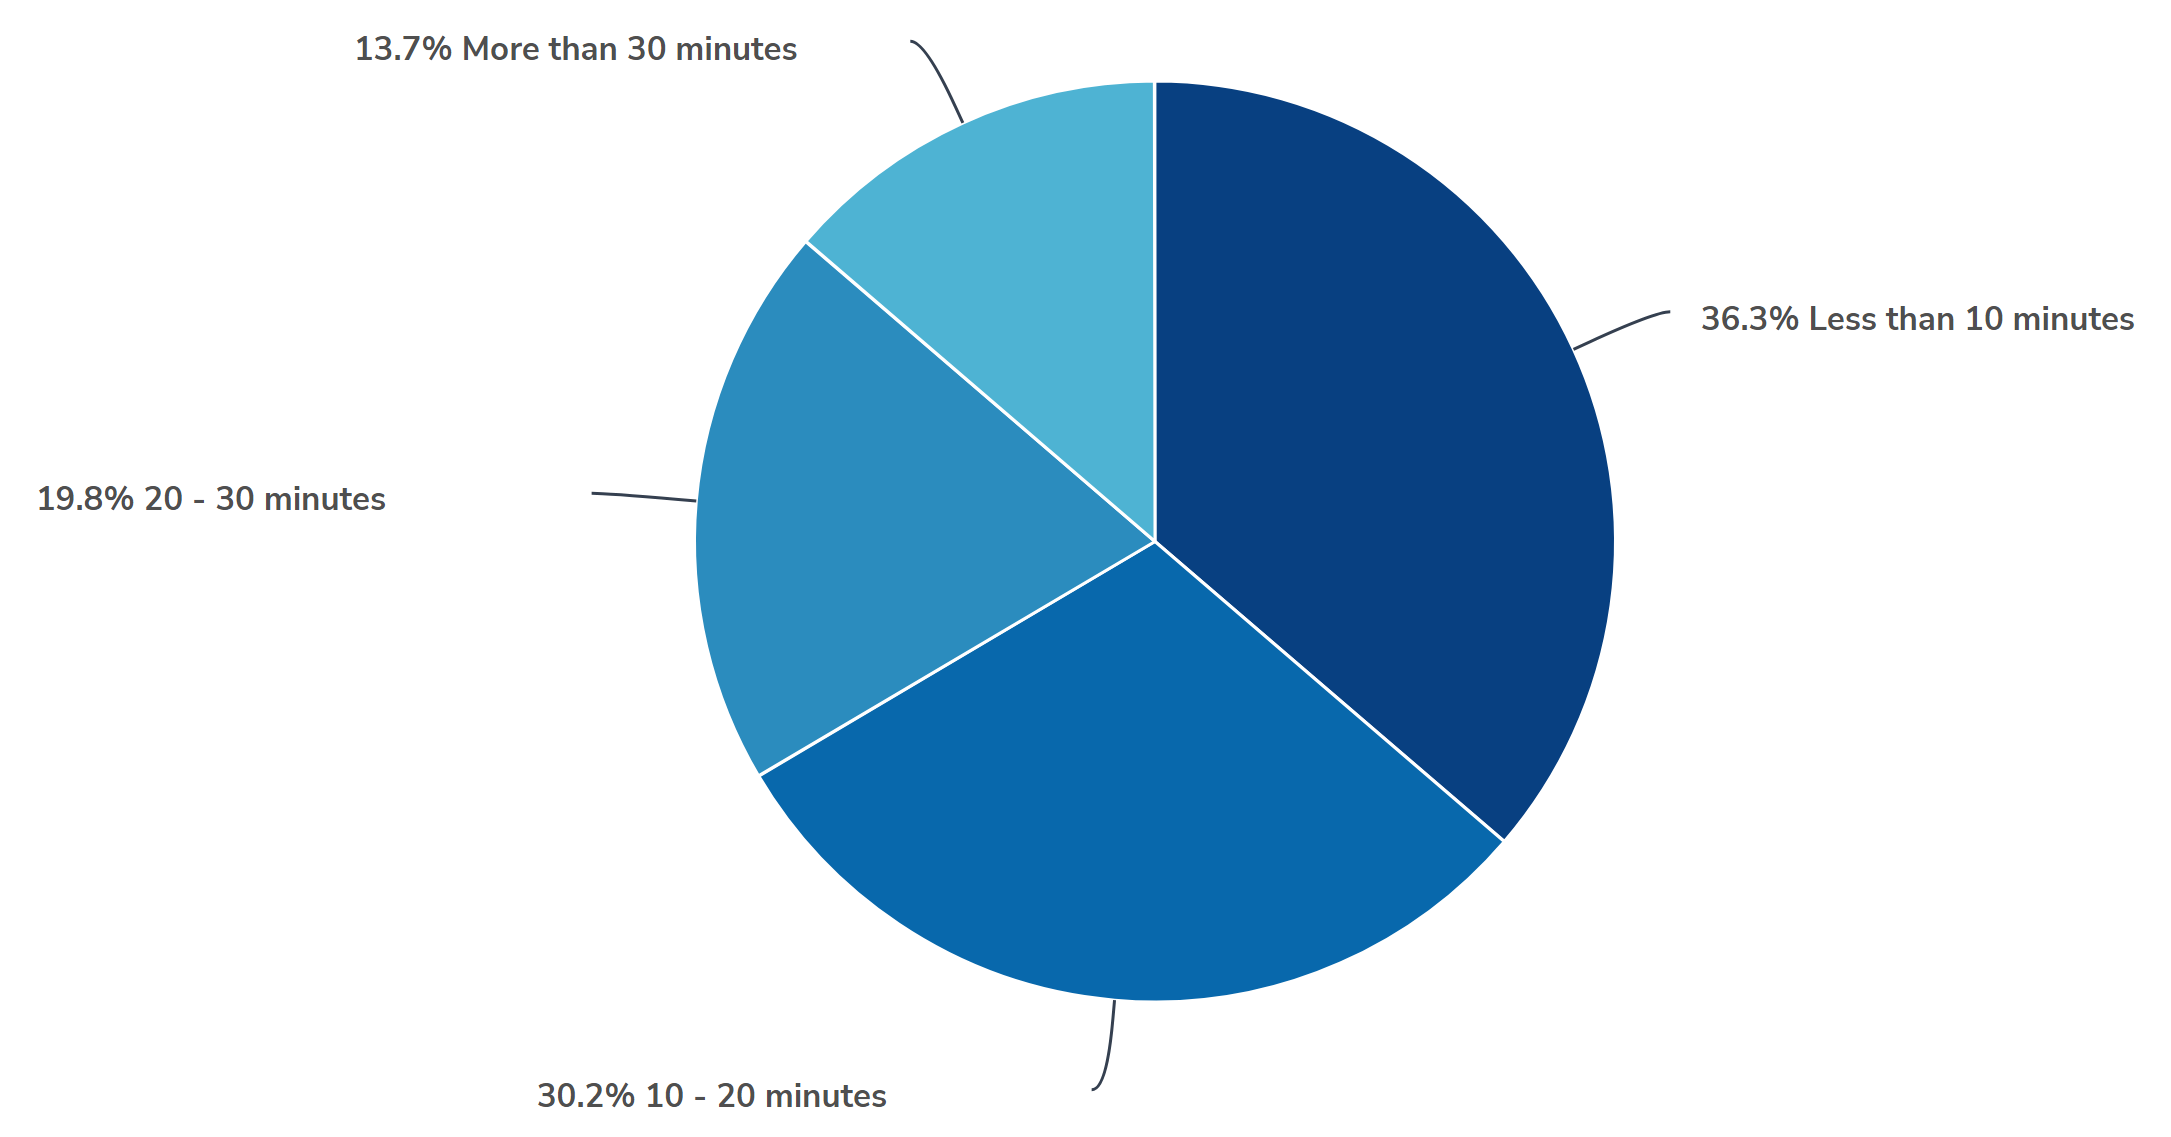 13.7% More than 30 minutes
36.3% Less than 10 minutes
19.8% 20 - 30 minutes
30.2% 10 - 20 minutes